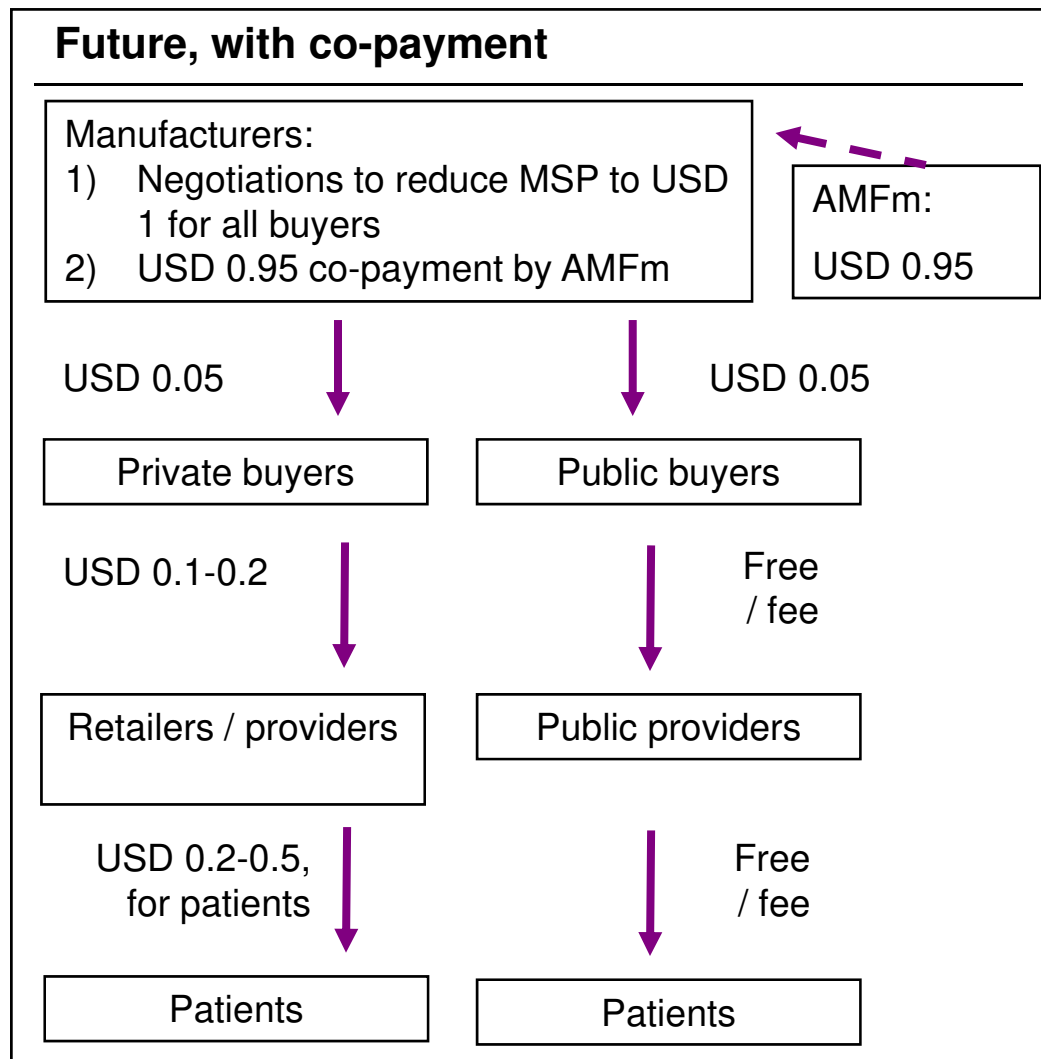 Future, with co-payment
Manufacturers:
1) Negotiations to reduce MSP to USD
1 for all buyers
2) USD 0.95 co-payment by AMFm
AMFm:
USD 0.95
USD 0.05
USD 0.05
Private buyers
Public buyers
USD 0.1-0.2
Free
/ fee
Retailers / providers
Public providers
USD 0.2-0.5,
for patients
Free
/ fee
Patients
Patients